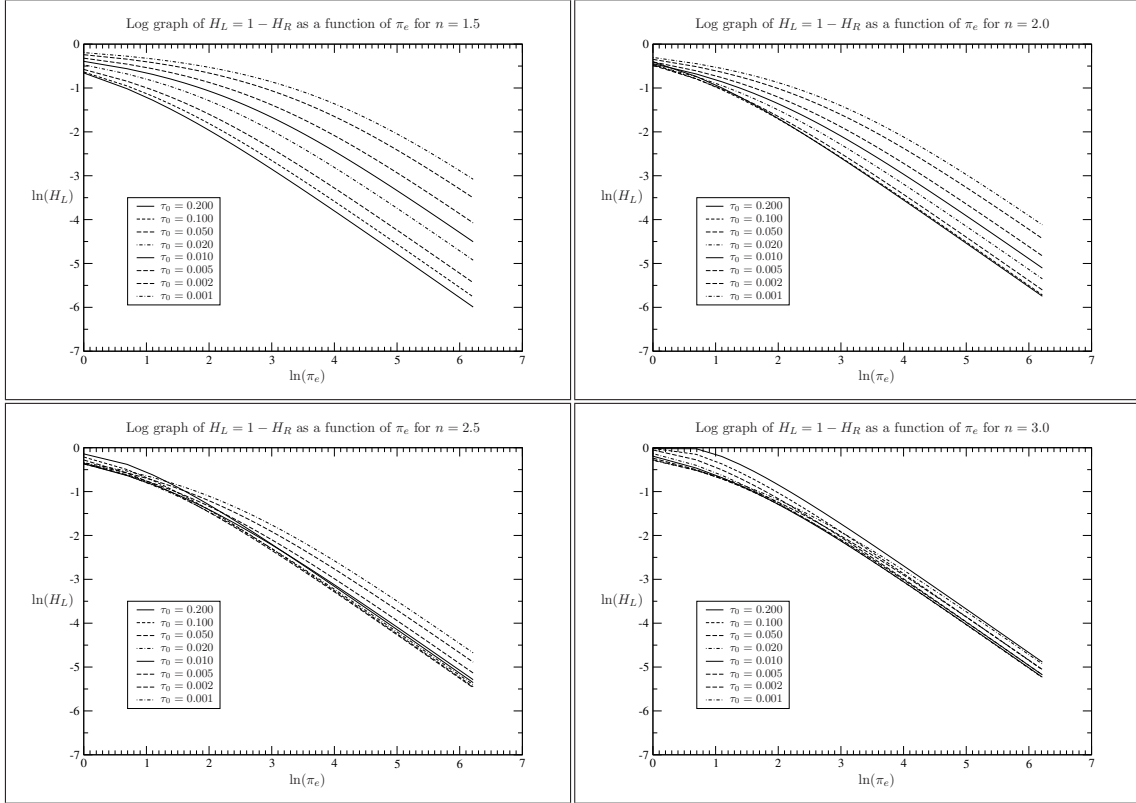 Log graph of H_L = 1 − H_R as a function of π_e for n = 1.5
0
-1
-2
-3
ln(H_L)
-4
-5
-6
-7
τ_0 = 0.200
τ_0 = 0.100
τ_0 = 0.050
τ_0 = 0.020
τ_0 = 0.010
τ_0 = 0.005
τ_0 = 0.002
τ_0 = 0.001
0 1 2 3 4 5 6 7
ln(π_e)
Log graph of H_L = 1 − H_R as a function of π_e for n = 2.0
0
-1
-2
-3
ln(H_L)
-4
-5
-6
-7
τ_0 = 0.200
τ_0 = 0.100
τ_0 = 0.050
τ_0 = 0.020
τ_0 = 0.010
τ_0 = 0.005
τ_0 = 0.002
τ_0 = 0.001
0 1 2 3 4 5 6 7
ln(π_e)
Log graph of H_L = 1 − H_R as a function of π_e for n = 2.5
0
-1
-2
-3
ln(H_L)
-4
-5
-6
-7
τ_0 = 0.200
τ_0 = 0.100
τ_0 = 0.050
τ_0 = 0.020
τ_0 = 0.010
τ_0 = 0.005
τ_0 = 0.002
τ_0 = 0.001
0 1 2 3 4 5 6 7
ln(π_e)
Log graph of H_L = 1 − H_R as a function of π_e for n = 3.0
0
-1
-2
-3
ln(H_L)
-4
-5
-6
-7
τ_0 = 0.200
τ_0 = 0.100
τ_0 = 0.050
τ_0 = 0.020
τ_0 = 0.010
τ_0 = 0.005
τ_0 = 0.002
τ_0 = 0.001
0 1 2 3 4 5 6 7
ln(π_e)